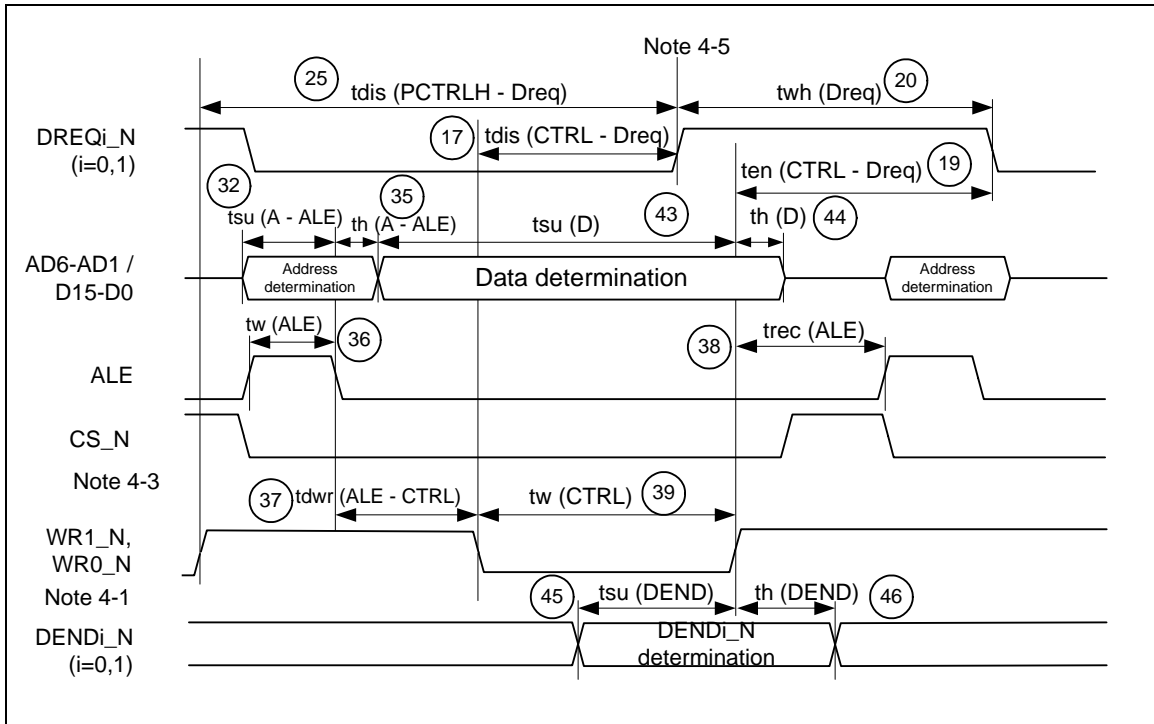 Note 4-5
25
tdis (PCTRLH - Dreq)
twh (Dreq)
20
DREQi_N
(i=0,1)
17
tdis (CTRL - Dreq)
ten (CTRL - Dreq)
19
32
35
43
44
tsu (A - ALE)
th (A - ALE)
tsu (D)
th (D)
AD6-AD1 /
D15-D0
Address
determination
Data determination
Address
determination
tw (ALE)
36
38
trec (ALE)
ALE
CS_N
Note 4-3
37
tdwr (ALE - CTRL)
tw (CTRL)
39
WR1_N,
WR0_N
Note 4-1
45
tsu (DEND)
th (DEND)
46
DENDi_N
(i=0,1)
DENDi_N
determination